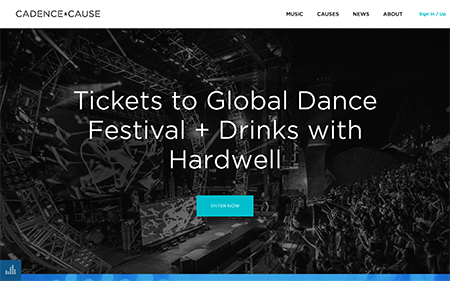 CADENCE & CAUSE
MUSIC CAUSES NEWS ABOUT Sign In / Up
Tickets to Global Dance
Festival + Drinks with
Hardwell
ENTER NOW